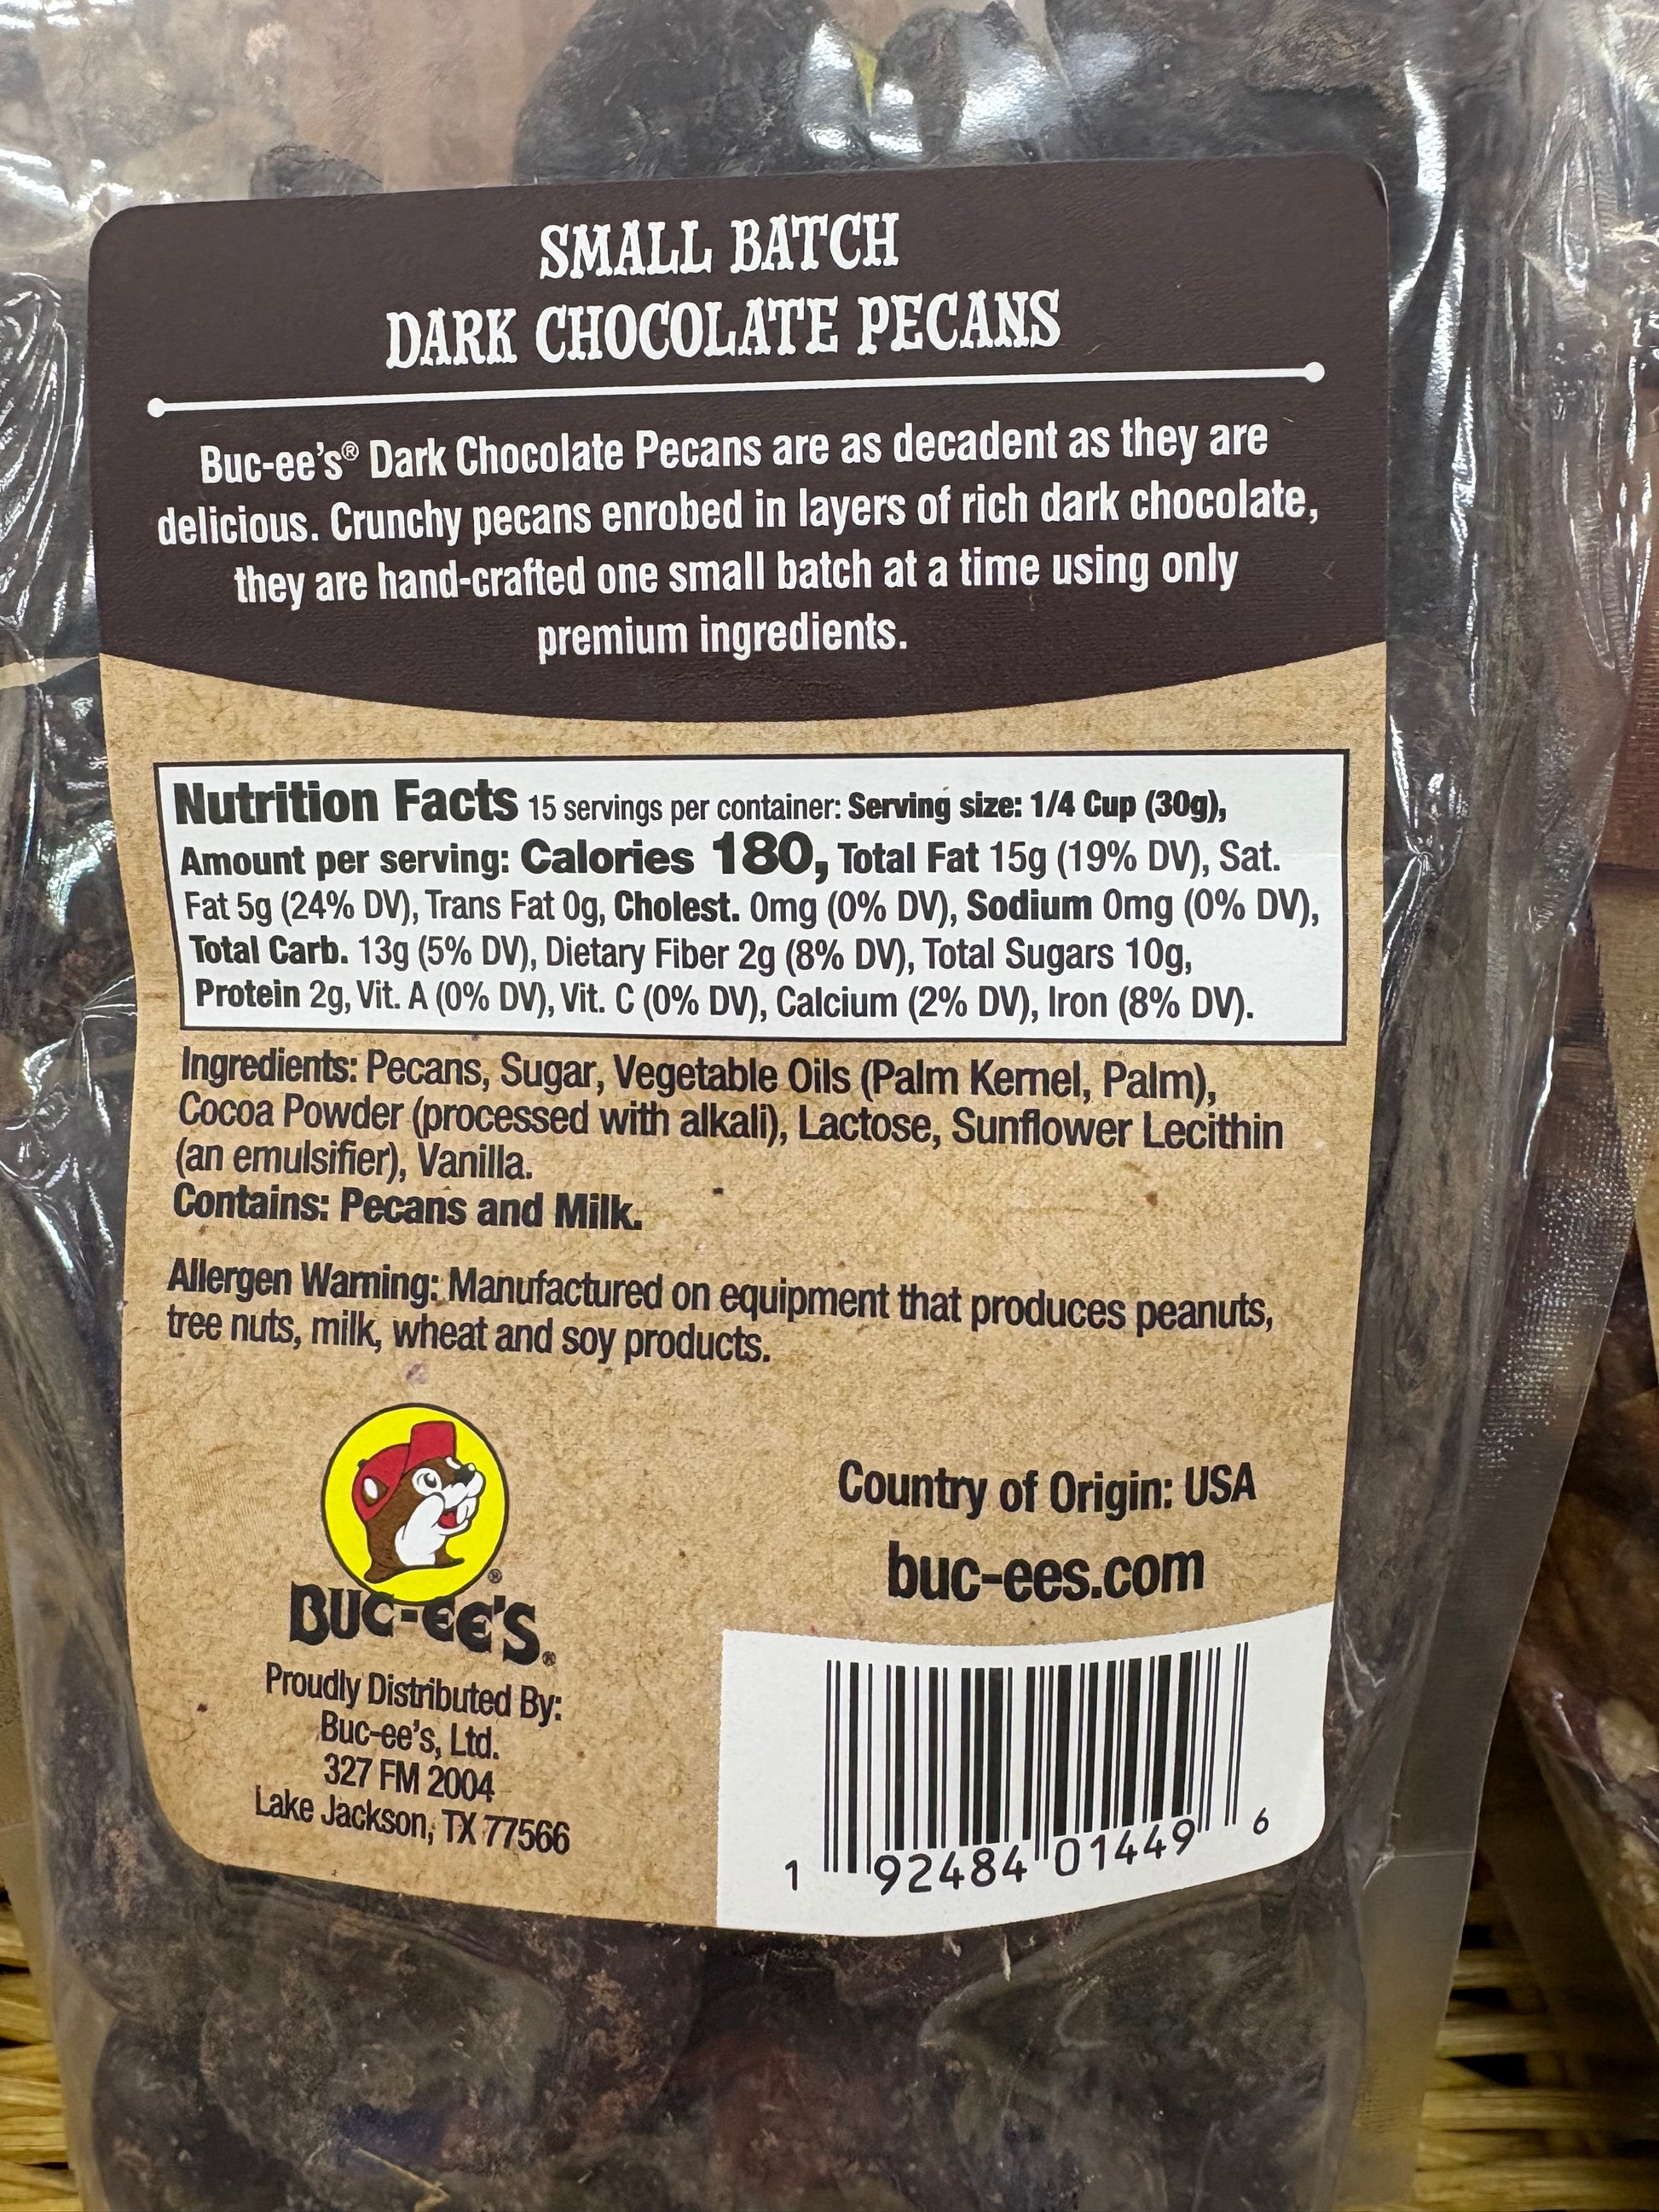 SMALL BATCH
DARK CHOCOLATE PECANS
Buc-ee's® Dark Chocolate Pecans are as decadent as they are
delicious. Crunchy pecans enrobed in layers of rich dark chocolate,
they are hand-crafted one small batch at a time using only
premium ingredients.
Nutrition Facts 15 servings per container: Serving size: 1/4 Cup (30g),
Amount per serving: Calories 180, Total Fat 15g (19% DV), Sat.
Fat 5g (24% DV), Trans Fat 0g, Cholest. 0mg (0% DV), Sodium 0mg (0% DV),
Total Carb. 13g (5% DV), Dietary Fiber 2g (8% DV), Total Sugars 10g,
Protein 2g, Vit. A (0% DV), Vit. C (0% DV), Calcium (2% DV), Iron (8% DV).
Ingredients: Pecans, Sugar, Vegetable Oils (Palm Kernel, Palm),
Cocoa Powder (processed with alkali), Lactose, Sunflower Lecithin
(an emulsifier), Vanilla.
Contains: Pecans and Milk.
Allergen Warning: Manufactured on equipment that produces peanuts,
tree nuts, milk, wheat and soy products.
BUC-EE'S®
Proudly Distributed By:
Buc-ee's, Ltd.
327 FM 2004
Lake Jackson, TX 77566
Country of Origin: USA
buc-ees.com
1 92484 01449 6